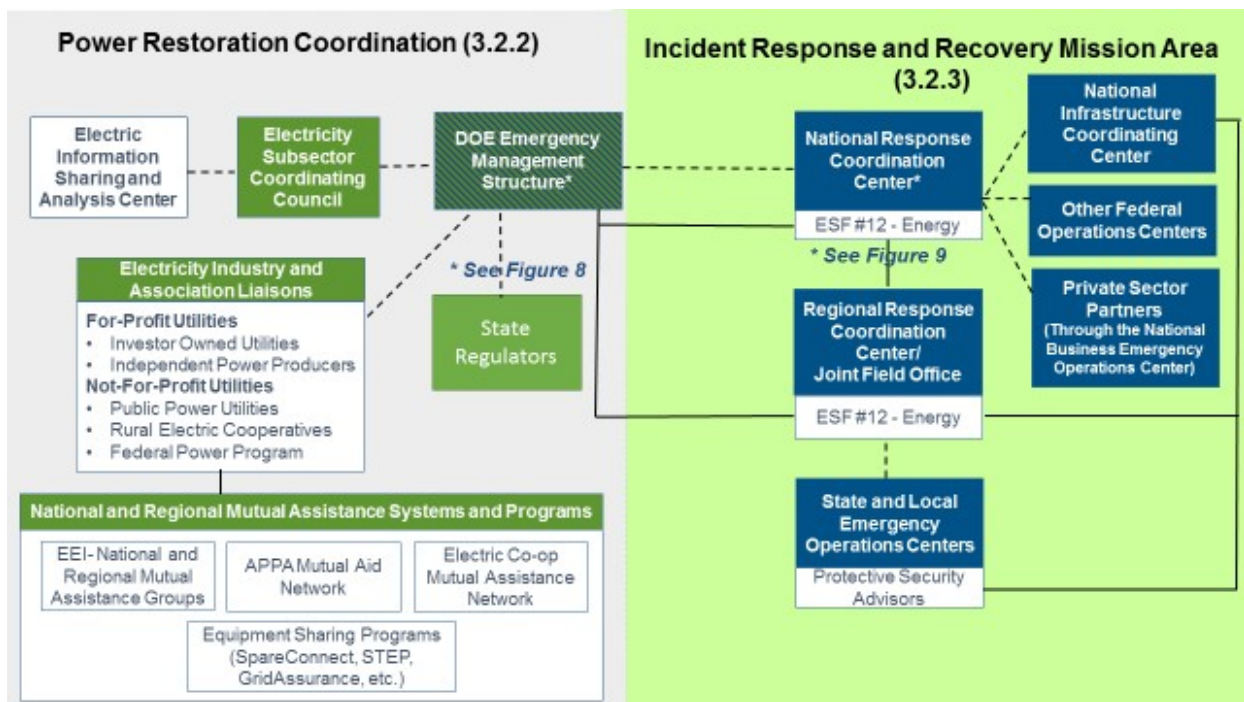 Power Restoration Coordination (3.2.2)
Electric
Information
Sharing and
Analysis Center
Electricity
Subsector
Coordinating
Council
DOE Emergency
Management
Structure*
* See Figure 8
Electricity Industry and
Association Liaisons
For-Profit Utilities
• Investor Owned Utilities
• Independent Power Producers
Not-For-Profit Utilities
• Public Power Utilities
• Rural Electric Cooperatives
• Federal Power Program
State
Regulators
National and Regional Mutual Assistance Systems and Programs
EEI- National and
Regional Mutual
Assistance Groups
APPA Mutual Aid
Network
Electric Co-op
Mutual Assistance
Network
Equipment Sharing Programs
(SpareConnect, STEP,
GridAssurance, etc.)
Incident Response and Recovery Mission Area
(3.2.3)
National Response
Coordination
Center*
ESF #12 - Energy
* See Figure 9
National
Infrastructure
Coordinating
Center
Other Federal
Operations Centers
Private Sector
Partners
(Through the National
Business Emergency
Operations Center)
Regional Response
Coordination
Center/
Joint Field Office
ESF #12 - Energy
State and Local
Emergency
Operations Centers
Protective Security
Advisors